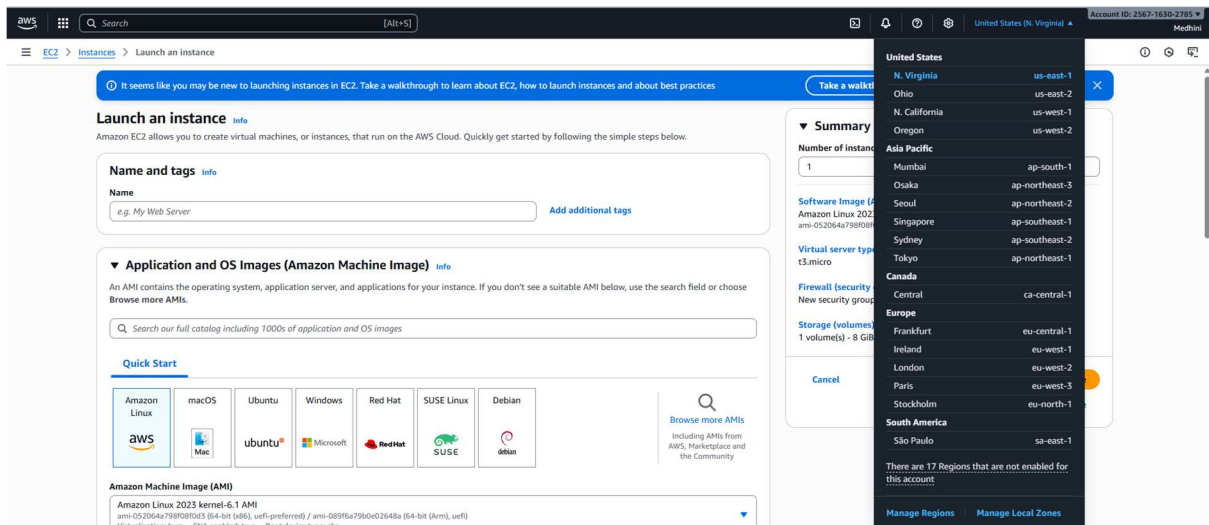 aws
Search
[Alt+S]
United States (N. Virginia)
Account ID: 2567-1630-2785
Medhini
EC2 > Instances > Launch an instance
It seems like you may be new to launching instances in EC2. Take a walkthrough to learn about EC2, how to launch instances and about best practices
Take a walkt
Launch an instance Info
Amazon EC2 allows you to create virtual machines, or instances, that run on the AWS Cloud. Quickly get started by following the simple steps below.
Name and tags Info
Name
e.g. My Web Server
Add additional tags
Application and OS Images (Amazon Machine Image) Info
An AMI contains the operating system, application server, and applications for your instance. If you don't see a suitable AMI below, use the search field or choose
Browse more AMIs.
Search our full catalog including 1000s of application and OS images
Quick Start
Amazon Linux
aws
macOS
Mac
Ubuntu
ubuntu
Windows
Microsoft
Red Hat
Red Hat
SUSE Linux
SUSE
Debian
debian
Browse more AMIs
Including AMIs from
AWS, Marketplace and
the Community
Amazon Machine Image (AMI)
Amazon Linux 2023 kernel-6.1 AMI
ami-052064a798f08f0d3 (64-bit (x86), uefi-preferred) / ami-089f6a79b0e02648a (64-bit (Arm), uefi)
Summary
Number of instanc
1
Software Image (A
Amazon Linux 202
ami-052064a798f08f
Virtual server type
t3.micro
Firewall (security
New security group
Storage (volumes)
1 volume(s) - 8 GiB
Cancel
United States
N. Virginia us-east-1
Ohio us-east-2
N. California us-west-1
Oregon us-west-2
Asia Pacific
Mumbai ap-south-1
Osaka ap-northeast-3
Seoul ap-northeast-2
Singapore ap-southeast-1
Sydney ap-southeast-2
Tokyo ap-northeast-1
Canada
Central ca-central-1
Europe
Frankfurt eu-central-1
Ireland eu-west-1
London eu-west-2
Paris eu-west-3
Stockholm eu-north-1
South America
São Paulo sa-east-1
There are 17 Regions that are not enabled for
this account
Manage Regions
Manage Local Zones